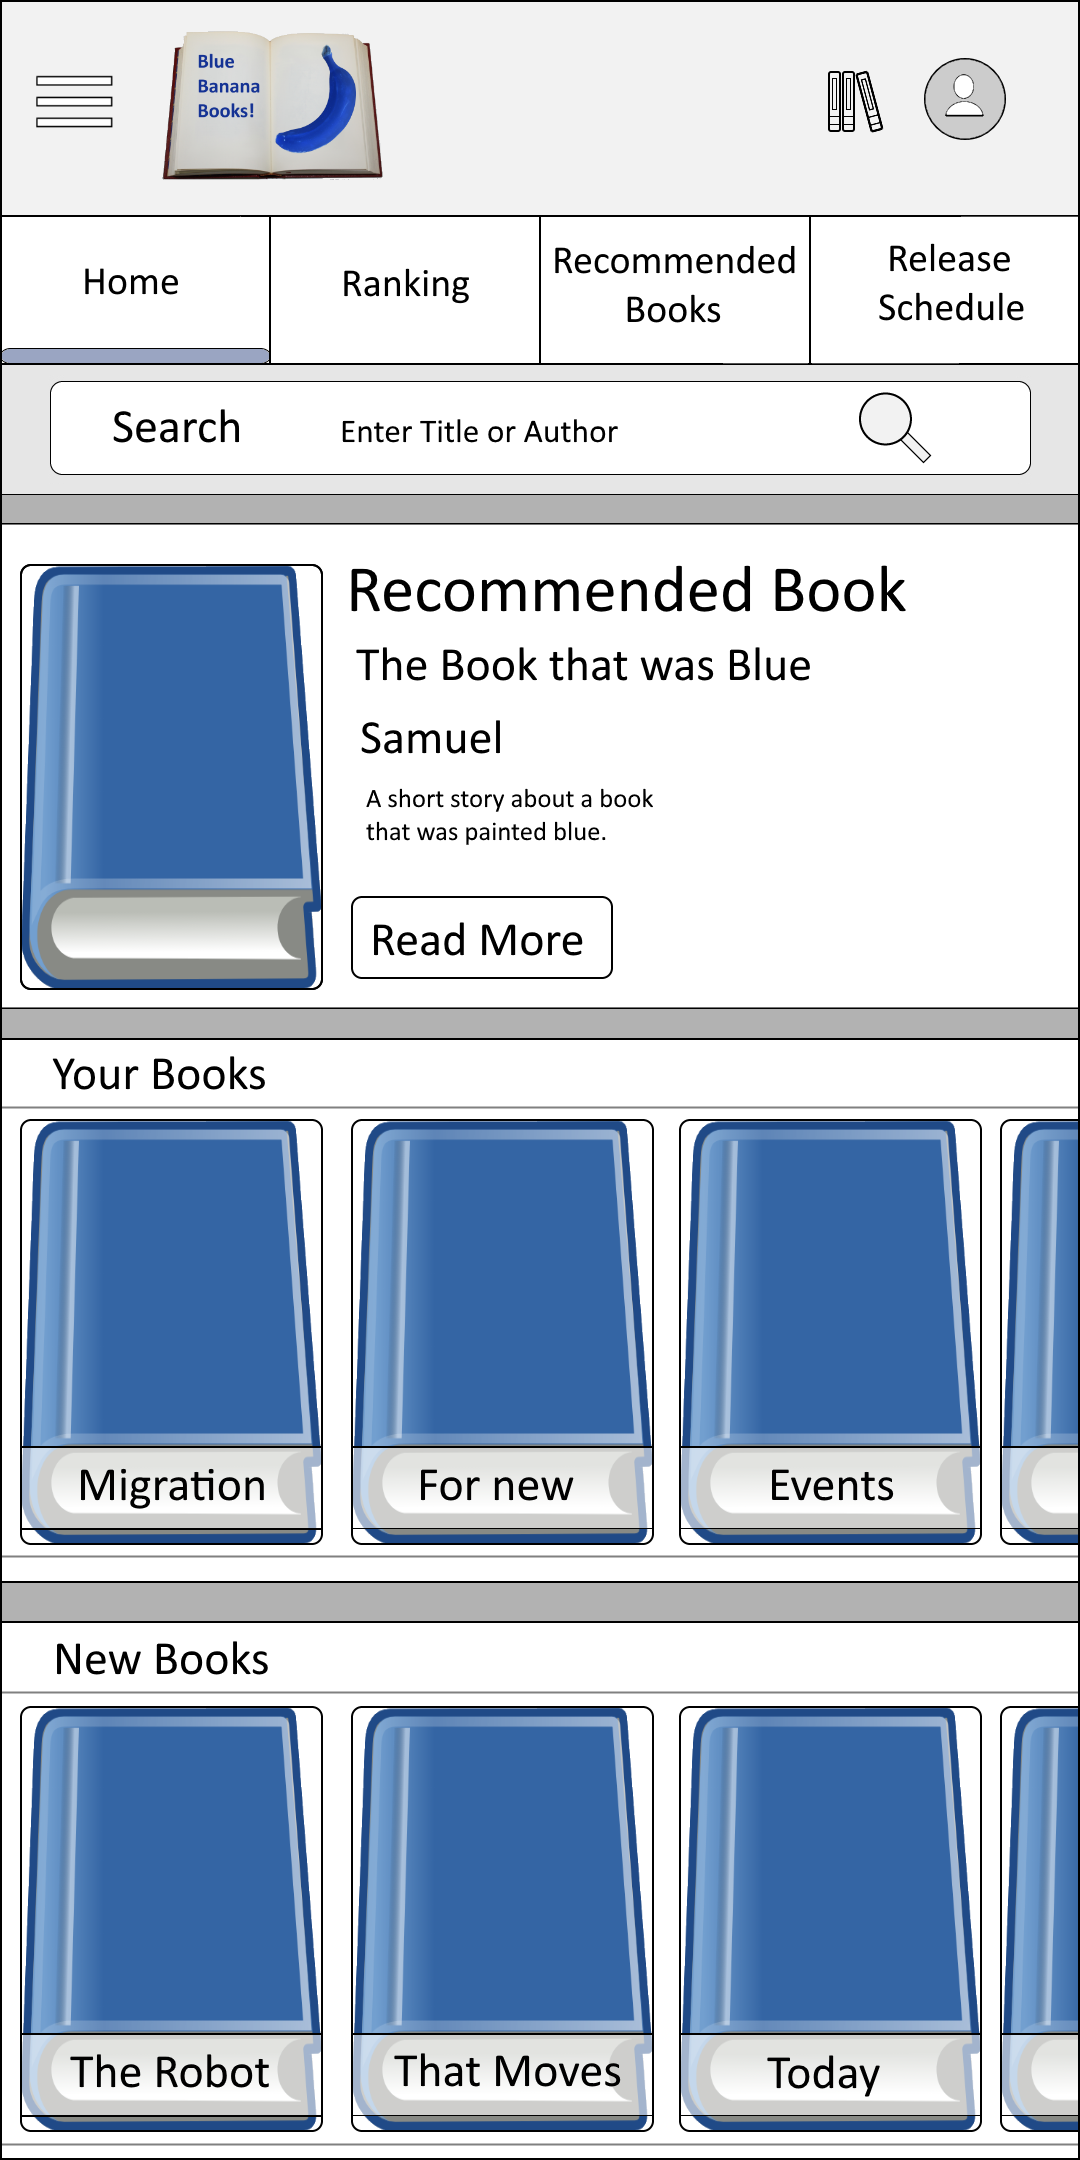 Blue
Banana
Books!
Home
Ranking
Recommended
Books
Release
Schedule
Search
Enter Title or Author
Recommended Book
The Book that was Blue
Samuel
A short story about a book
that was painted blue.
Read More
Your Books
Migration
For new
Events
New Books
The Robot
That Moves
Today